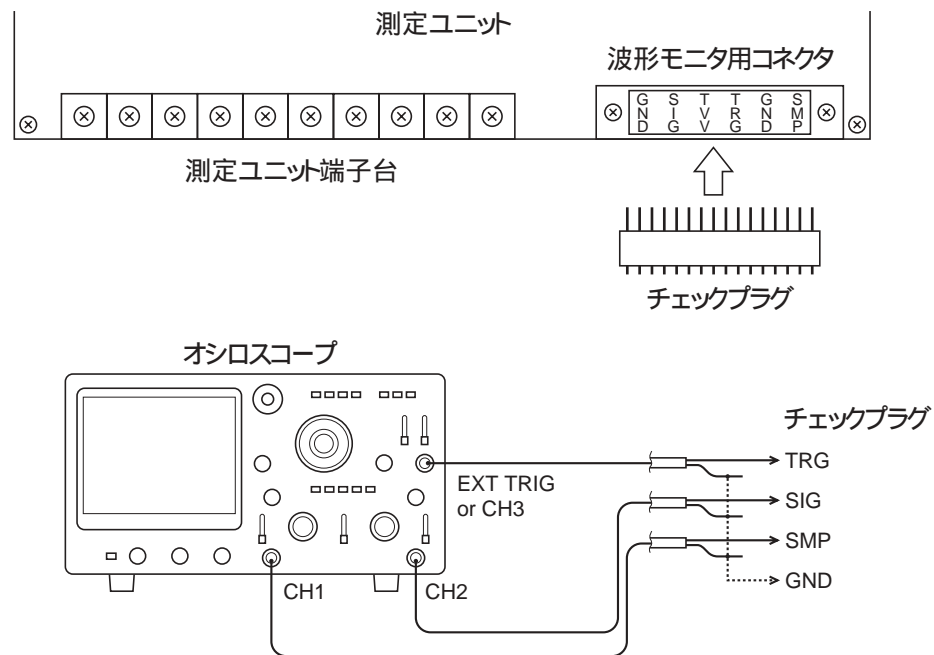 測定ユニット
波形モニタ用コネクタ
GND SIG TVV TRG GND SMP
測定ユニット端子台
チェックプラグ
オシロスコープ
チェックプラグ
TRG
EXT TRIG
or CH3
SIG
SMP
GND
CH1
CH2